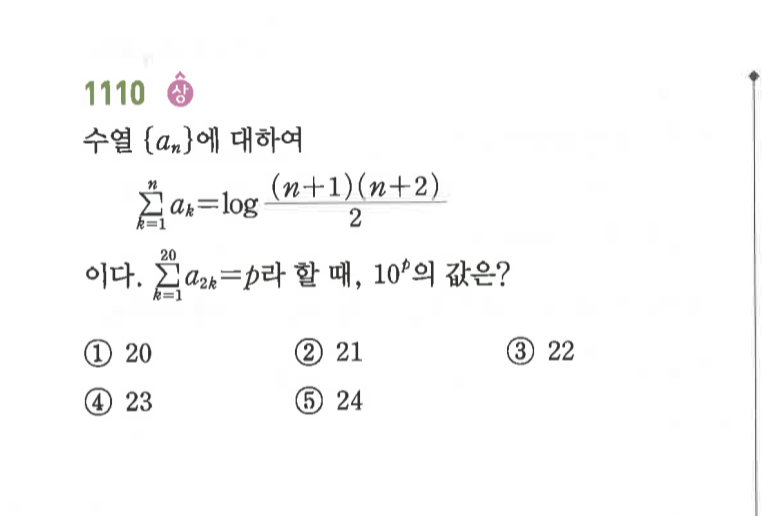 1110 상
수열 {aₙ}에 대하여
$\sum_{k=1}^{n} a_k = \log \frac{(n+1)(n+2)}{2}$
이다. $\sum_{k=1}^{20} a_{2k} = p$라 할 때, $10^p$의 값은?
① 20 ② 21 ③ 22
④ 23 ⑤ 24